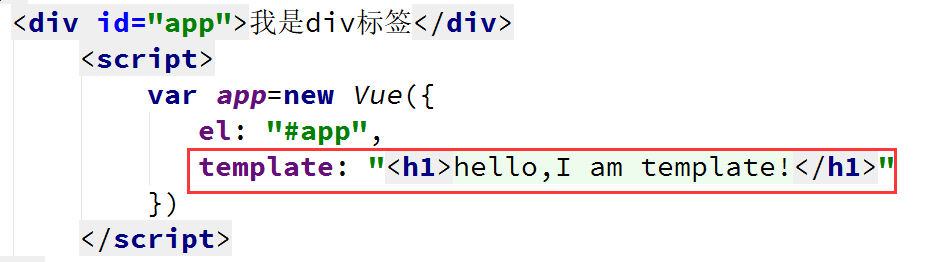 <div id="app">我是div标签</div>
<script>
var app=new Vue({
el: "#app",
template: "<h1>hello,I am template!</h1>"
})
</script>